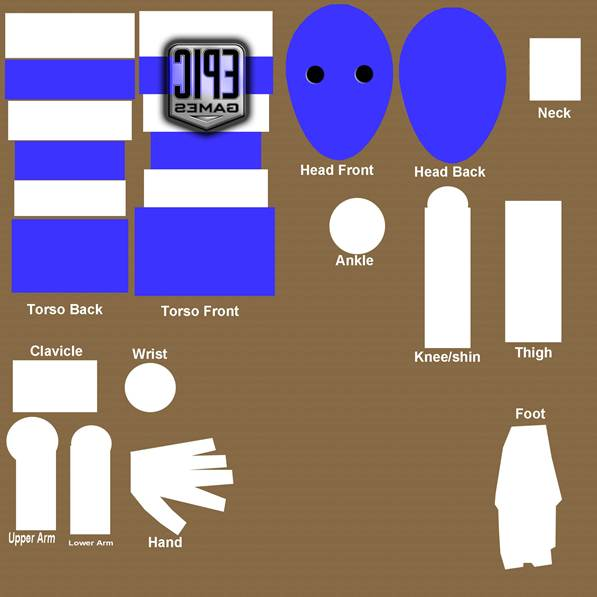 EPIC
GAMES
Head Front
Head Back
Neck
Ankle
Torso Back
Torso Front
Knee/shin
Thigh
Clavicle
Wrist
Foot
Upper Arm
Lower Arm
Hand